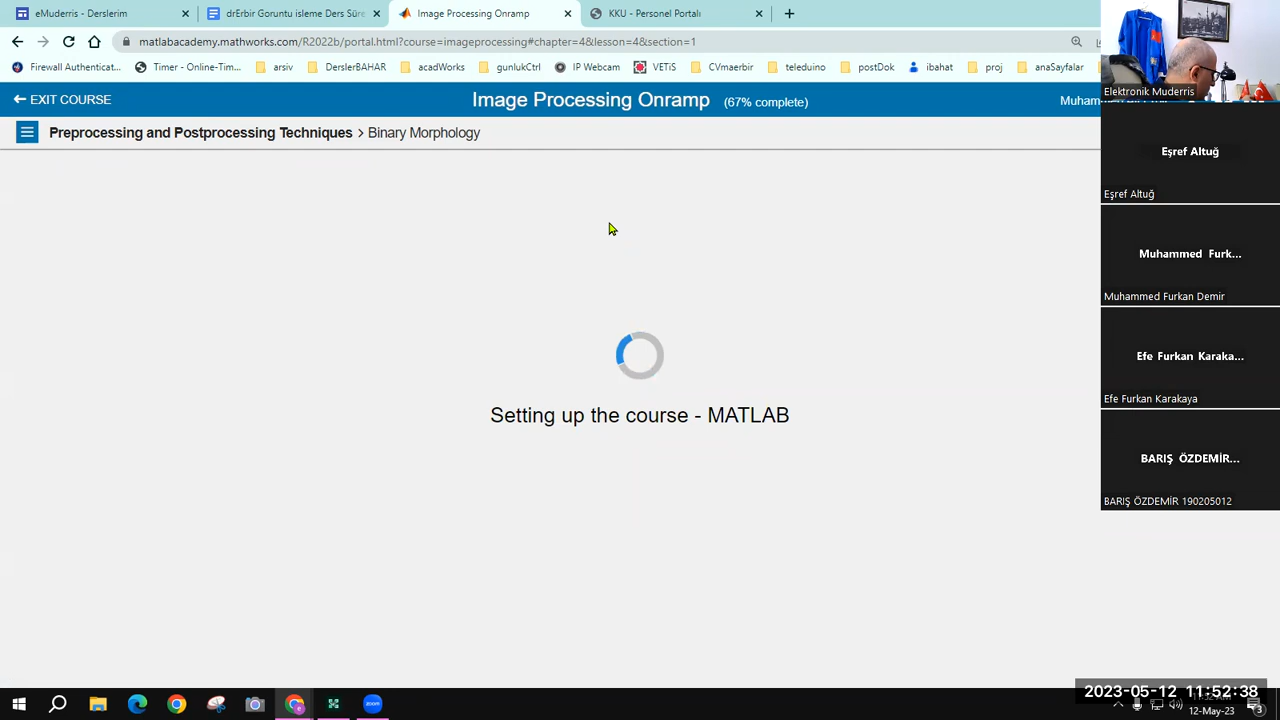 eMuderris - Derslerim
drErbir Goruntu isleme Ders Süre
Image Processing Onramp
KKU - Personel Portalı
matlabacademy.mathworks.com/R2022b/portal.html?course=imageprocessing#chapter=4&lesson=4&section=1
Firewall Authenticat...
Timer - Online-Tim...
arsiv
DerslerBAHAR
acadWorks
gunlukCtrl
IP Webcam
VETiS
CVmaerbir
teleduino
postDok
ibahat
proj
anaSayfalar
Elektronik Muderris
EXIT COURSE
Image Processing Onramp (67% complete)
Preprocessing and Postprocessing Techniques > Binary Morphology
Eşref Altuğ
Eşref Altuğ
Muhammed Furk...
Muhammed Furkan Demir
Efe Furkan Karaka...
Efe Furkan Karakaya
Setting up the course - MATLAB
BARIŞ ÖZDEMİR...
BARIŞ ÖZDEMİR 190205012
zoom
2023-05-12 11:52:38
12-May-23
3